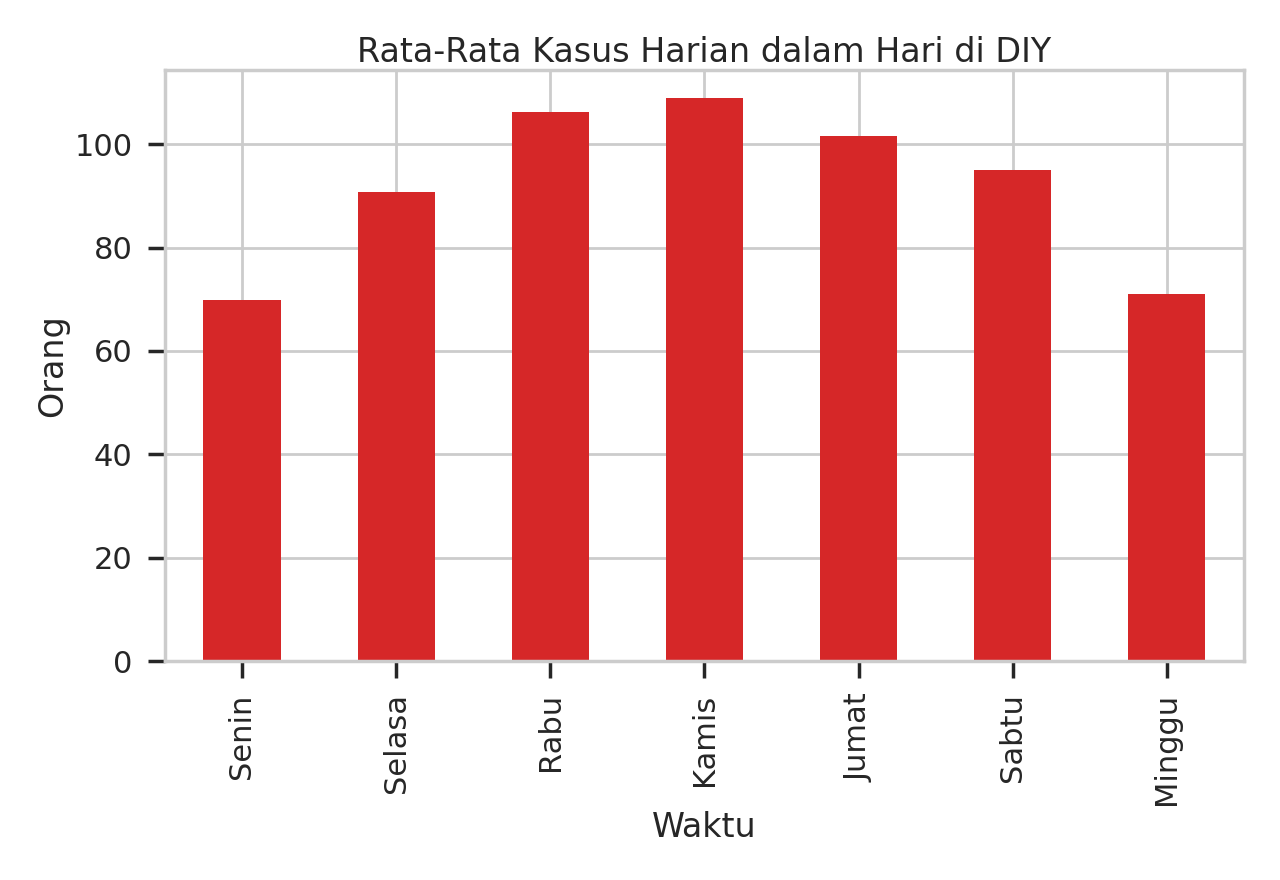 Rata-Rata Kasus Harian dalam Hari di DIY
Orang
100
80
60
40
20
0
Senin
Selasa
Rabu
Kamis
Jumat
Sabtu
Minggu
Waktu